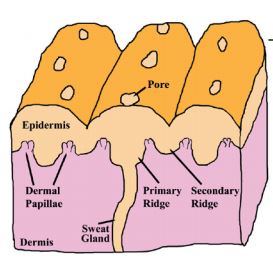 Pore
Epidermis
Dermal
Papillae
Primary
Ridge
Secondary
Ridge
Sweat
Gland
Dermis